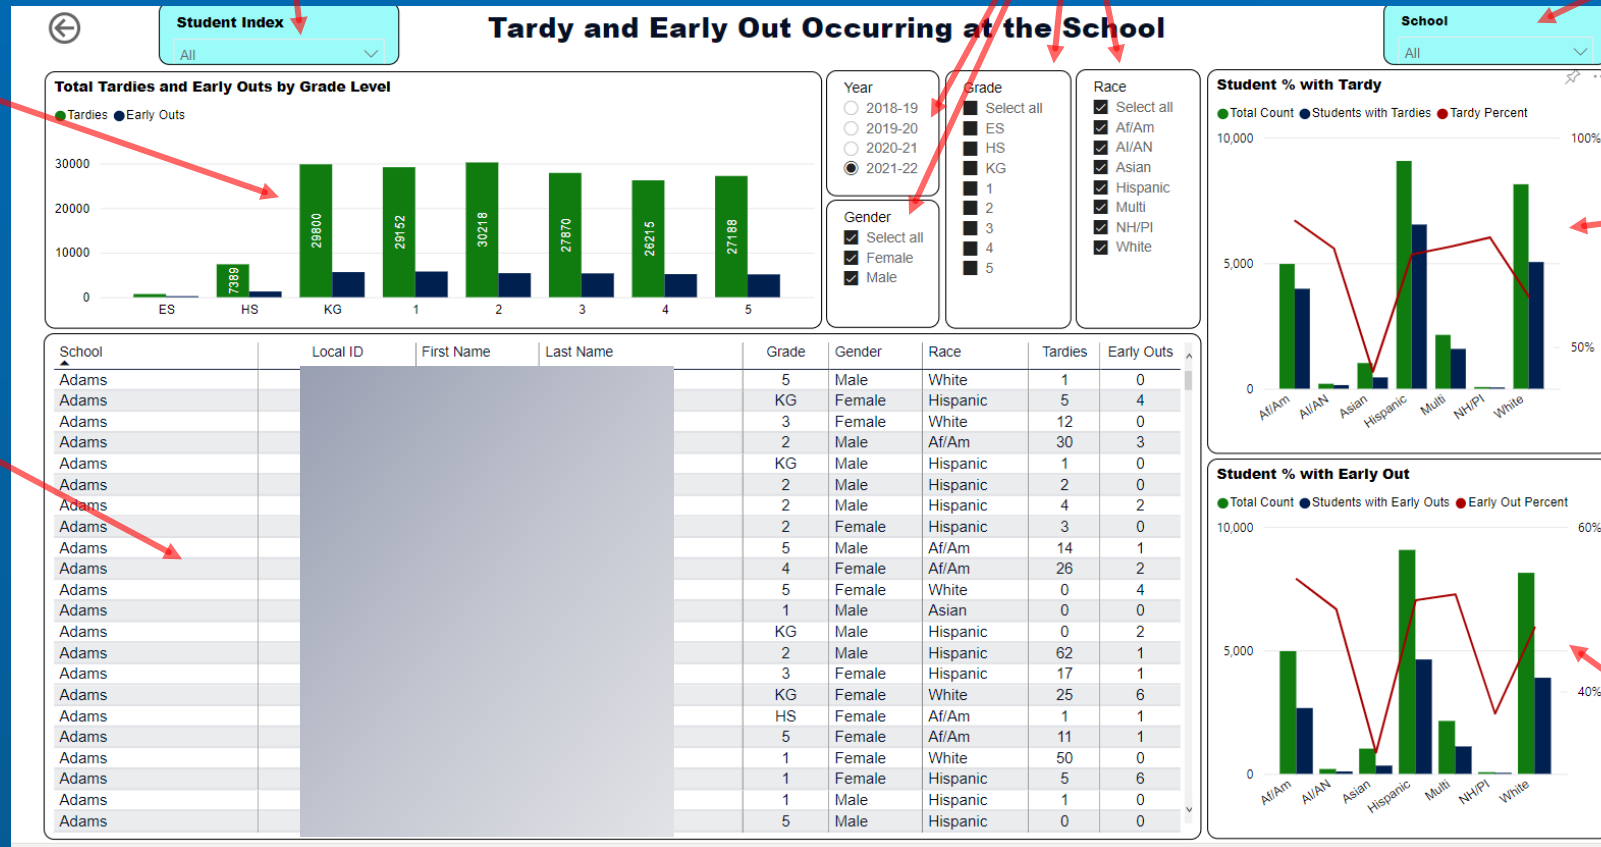 Student Index
All
Tardy and Early Out Occurring at the School
School
All
Total Tardies and Early Outs by Grade Level
Tardies Early Outs
30000
20000
10000
0
29800
29152
30218
27870
26215
27188
7389
ES HS KG 1 2 3 4 5
Year
2018-19
2019-20
2020-21
2021-22
Gender
Select all
Female
Male
Grade
Select all
ES
HS
KG
1
2
3
4
5
Race
Select all
Af/Am
AI/AN
Asian
Hispanic
Multi
NH/PI
White
Student % with Tardy
Total Count Students with Tardies Tardy Percent
10,000 100%
5,000
50%
0
Af/Am AI/AN Asian Hispanic Multi NH/PI White
School Local ID First Name Last Name Grade Gender Race Tardies Early Outs
Adams 5 Male White 1 0
Adams KG Female Hispanic 5 4
Adams 3 Female White 12 0
Adams 2 Male Af/Am 30 3
Adams KG Male Hispanic 1 0
Adams 2 Male Hispanic 2 0
Adams 2 Male Hispanic 4 2
Adams 2 Female Hispanic 3 0
Adams 5 Male Af/Am 14 1
Adams 4 Female Af/Am 26 2
Adams 5 Female White 0 4
Adams 1 Male Asian 0 0
Adams KG Male Hispanic 0 2
Adams 2 Male Hispanic 62 1
Adams 3 Female Hispanic 17 1
Adams KG Female White 25 6
Adams HS Female Af/Am 1 1
Adams 5 Female Af/Am 11 1
Adams 1 Female White 50 0
Adams 1 Female Hispanic 5 6
Adams 1 Male Hispanic 1 0
Adams 5 Male Hispanic 0 0
Student % with Early Out
Total Count Students with Early Outs Early Out Percent
10,000 60%
5,000
40%
0
Af/Am AI/AN Asian Hispanic Multi NH/PI White